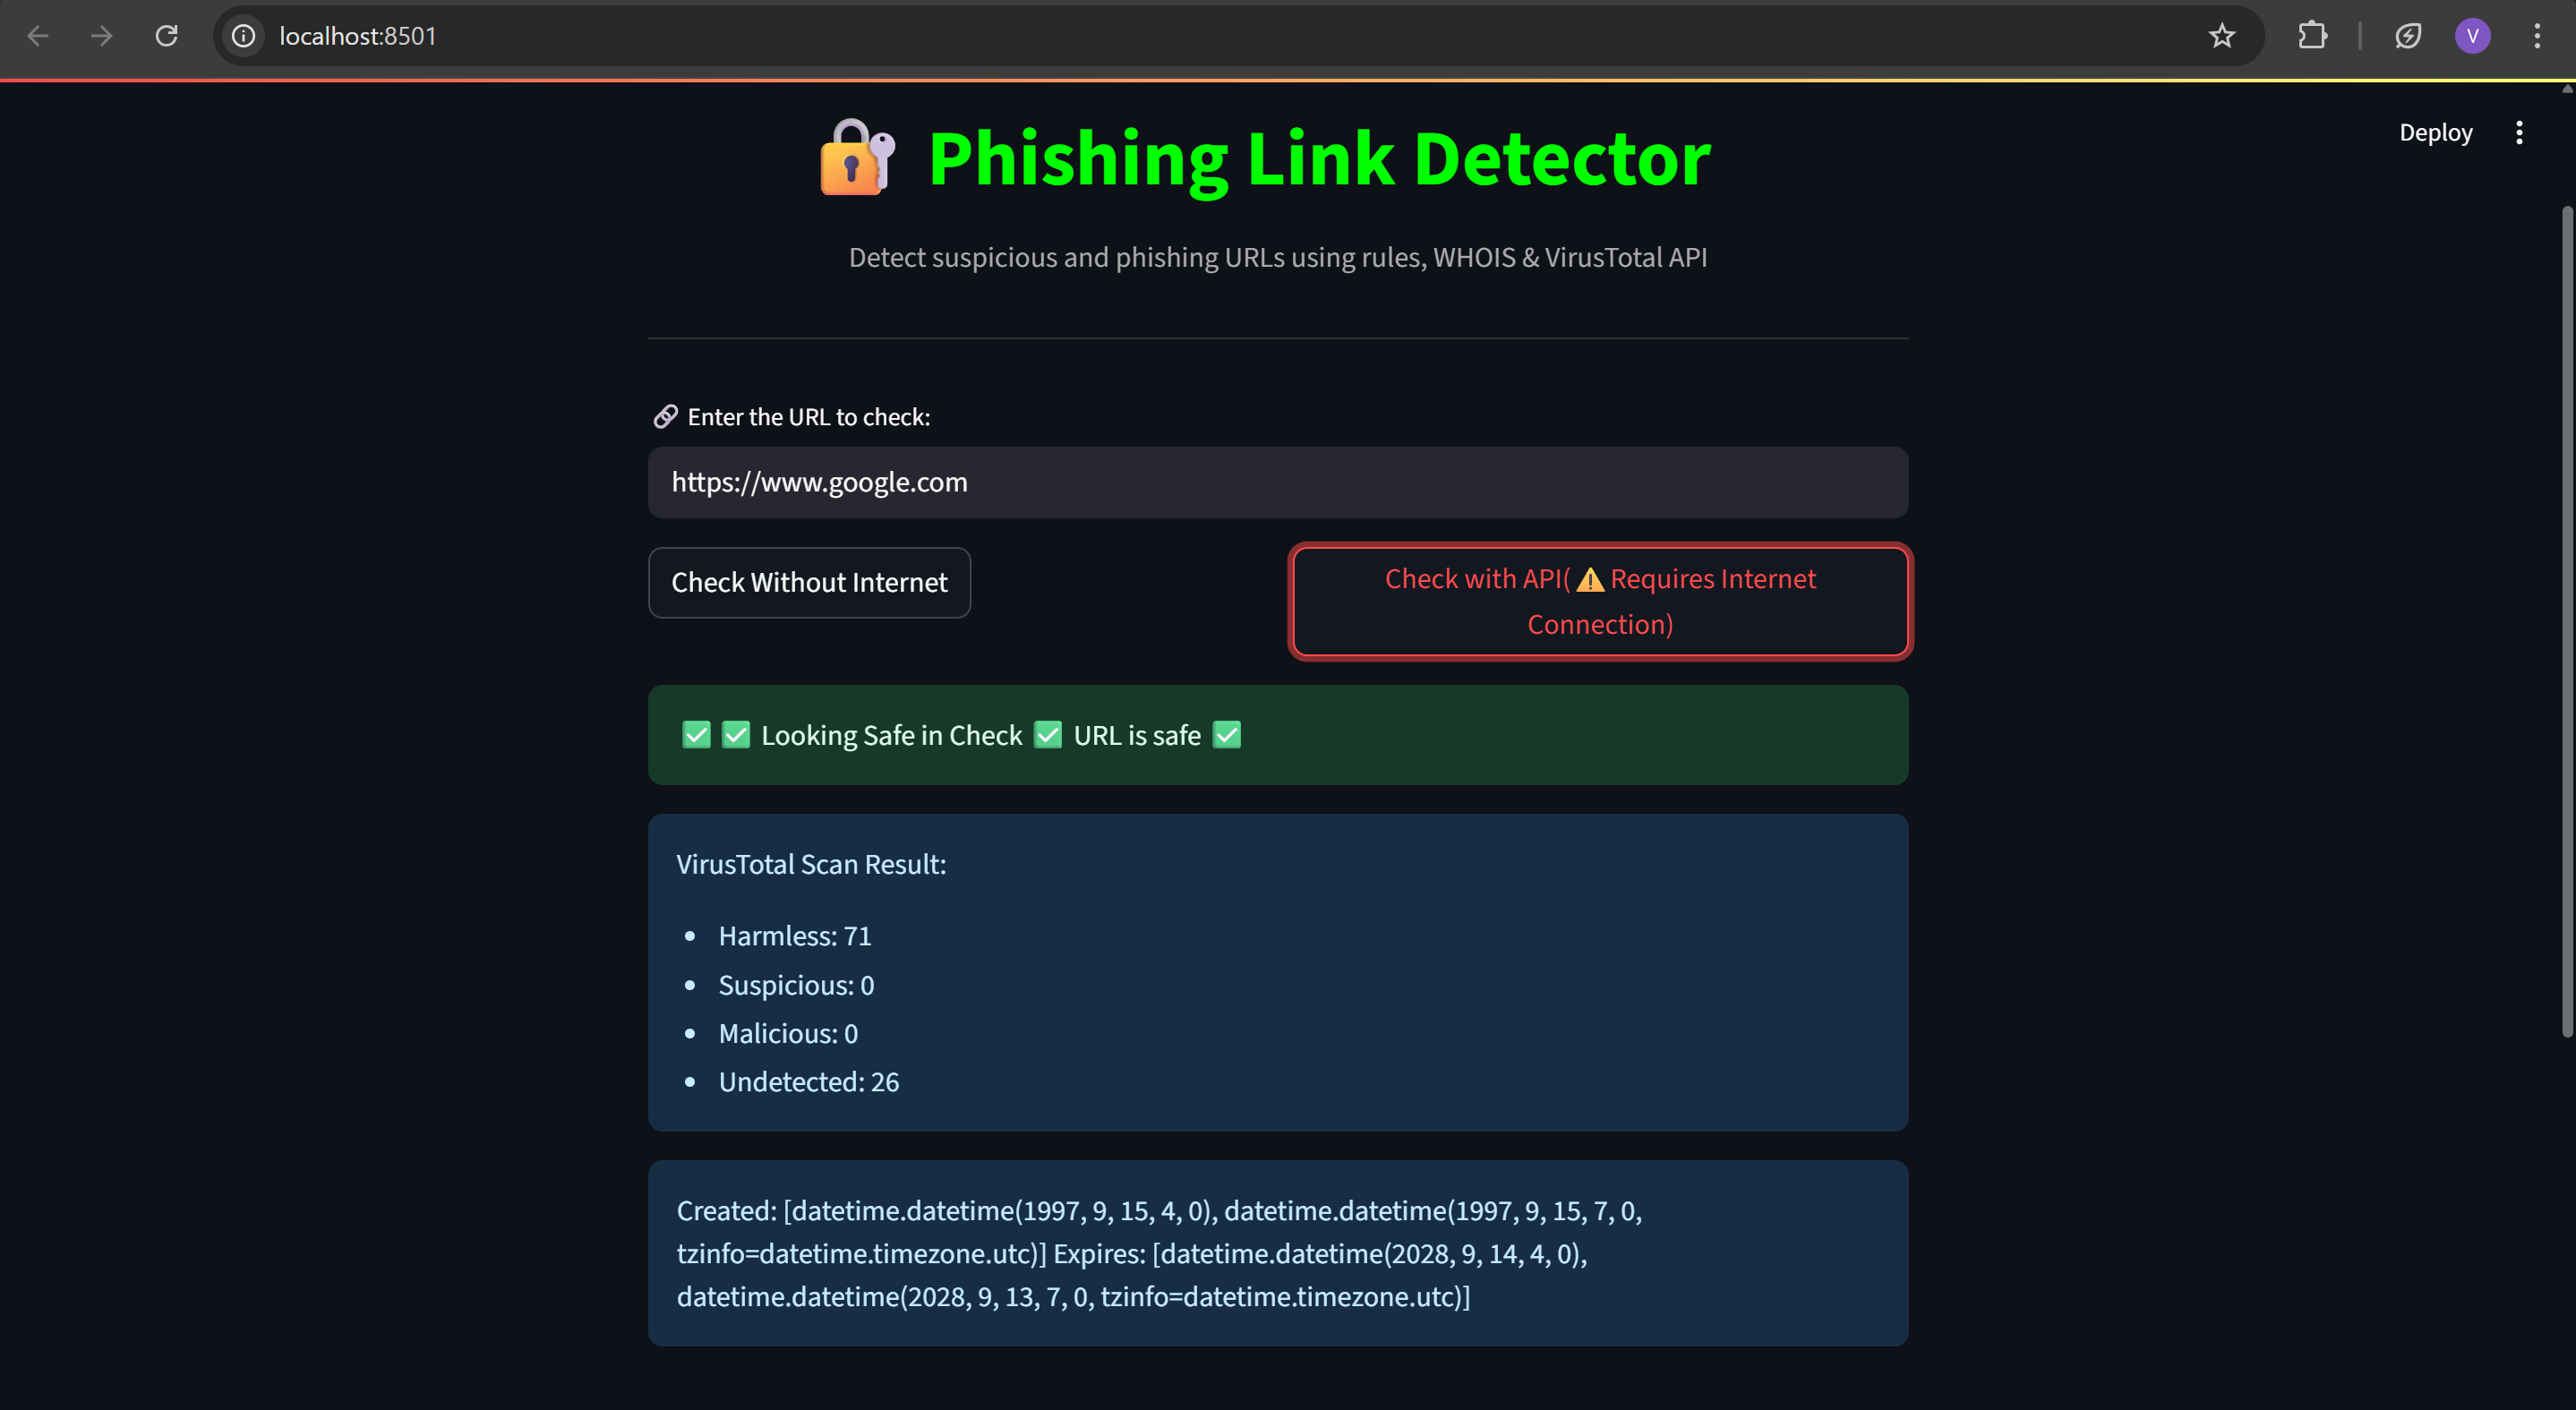 localhost:8501
V
Deploy
🔐 Phishing Link Detector
Detect suspicious and phishing URLs using rules, WHOIS & VirusTotal API
🔗 Enter the URL to check:
https://www.google.com
Check Without Internet
Check with API(⚠️ Requires Internet
Connection)
✅ ✅ Looking Safe in Check ✅ URL is safe ✅
VirusTotal Scan Result:
• Harmless: 71
• Suspicious: 0
• Malicious: 0
• Undetected: 26
Created: [datetime.datetime(1997, 9, 15, 4, 0), datetime.datetime(1997, 9, 15, 7, 0,
tzinfo=datetime.timezone.utc)] Expires: [datetime.datetime(2028, 9, 14, 4, 0),
datetime.datetime(2028, 9, 13, 7, 0, tzinfo=datetime.timezone.utc)]